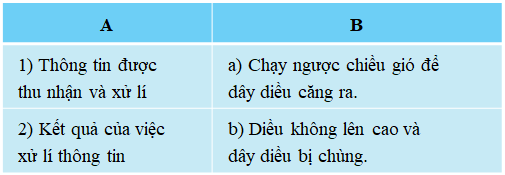 A
B
1) Thông tin được
thu nhận và xử lí
a) Chạy ngược chiều gió để
dây diều căng ra.
2) Kết quả của việc
xử lí thông tin
b) Diều không lên cao và
dây diều bị chùng.